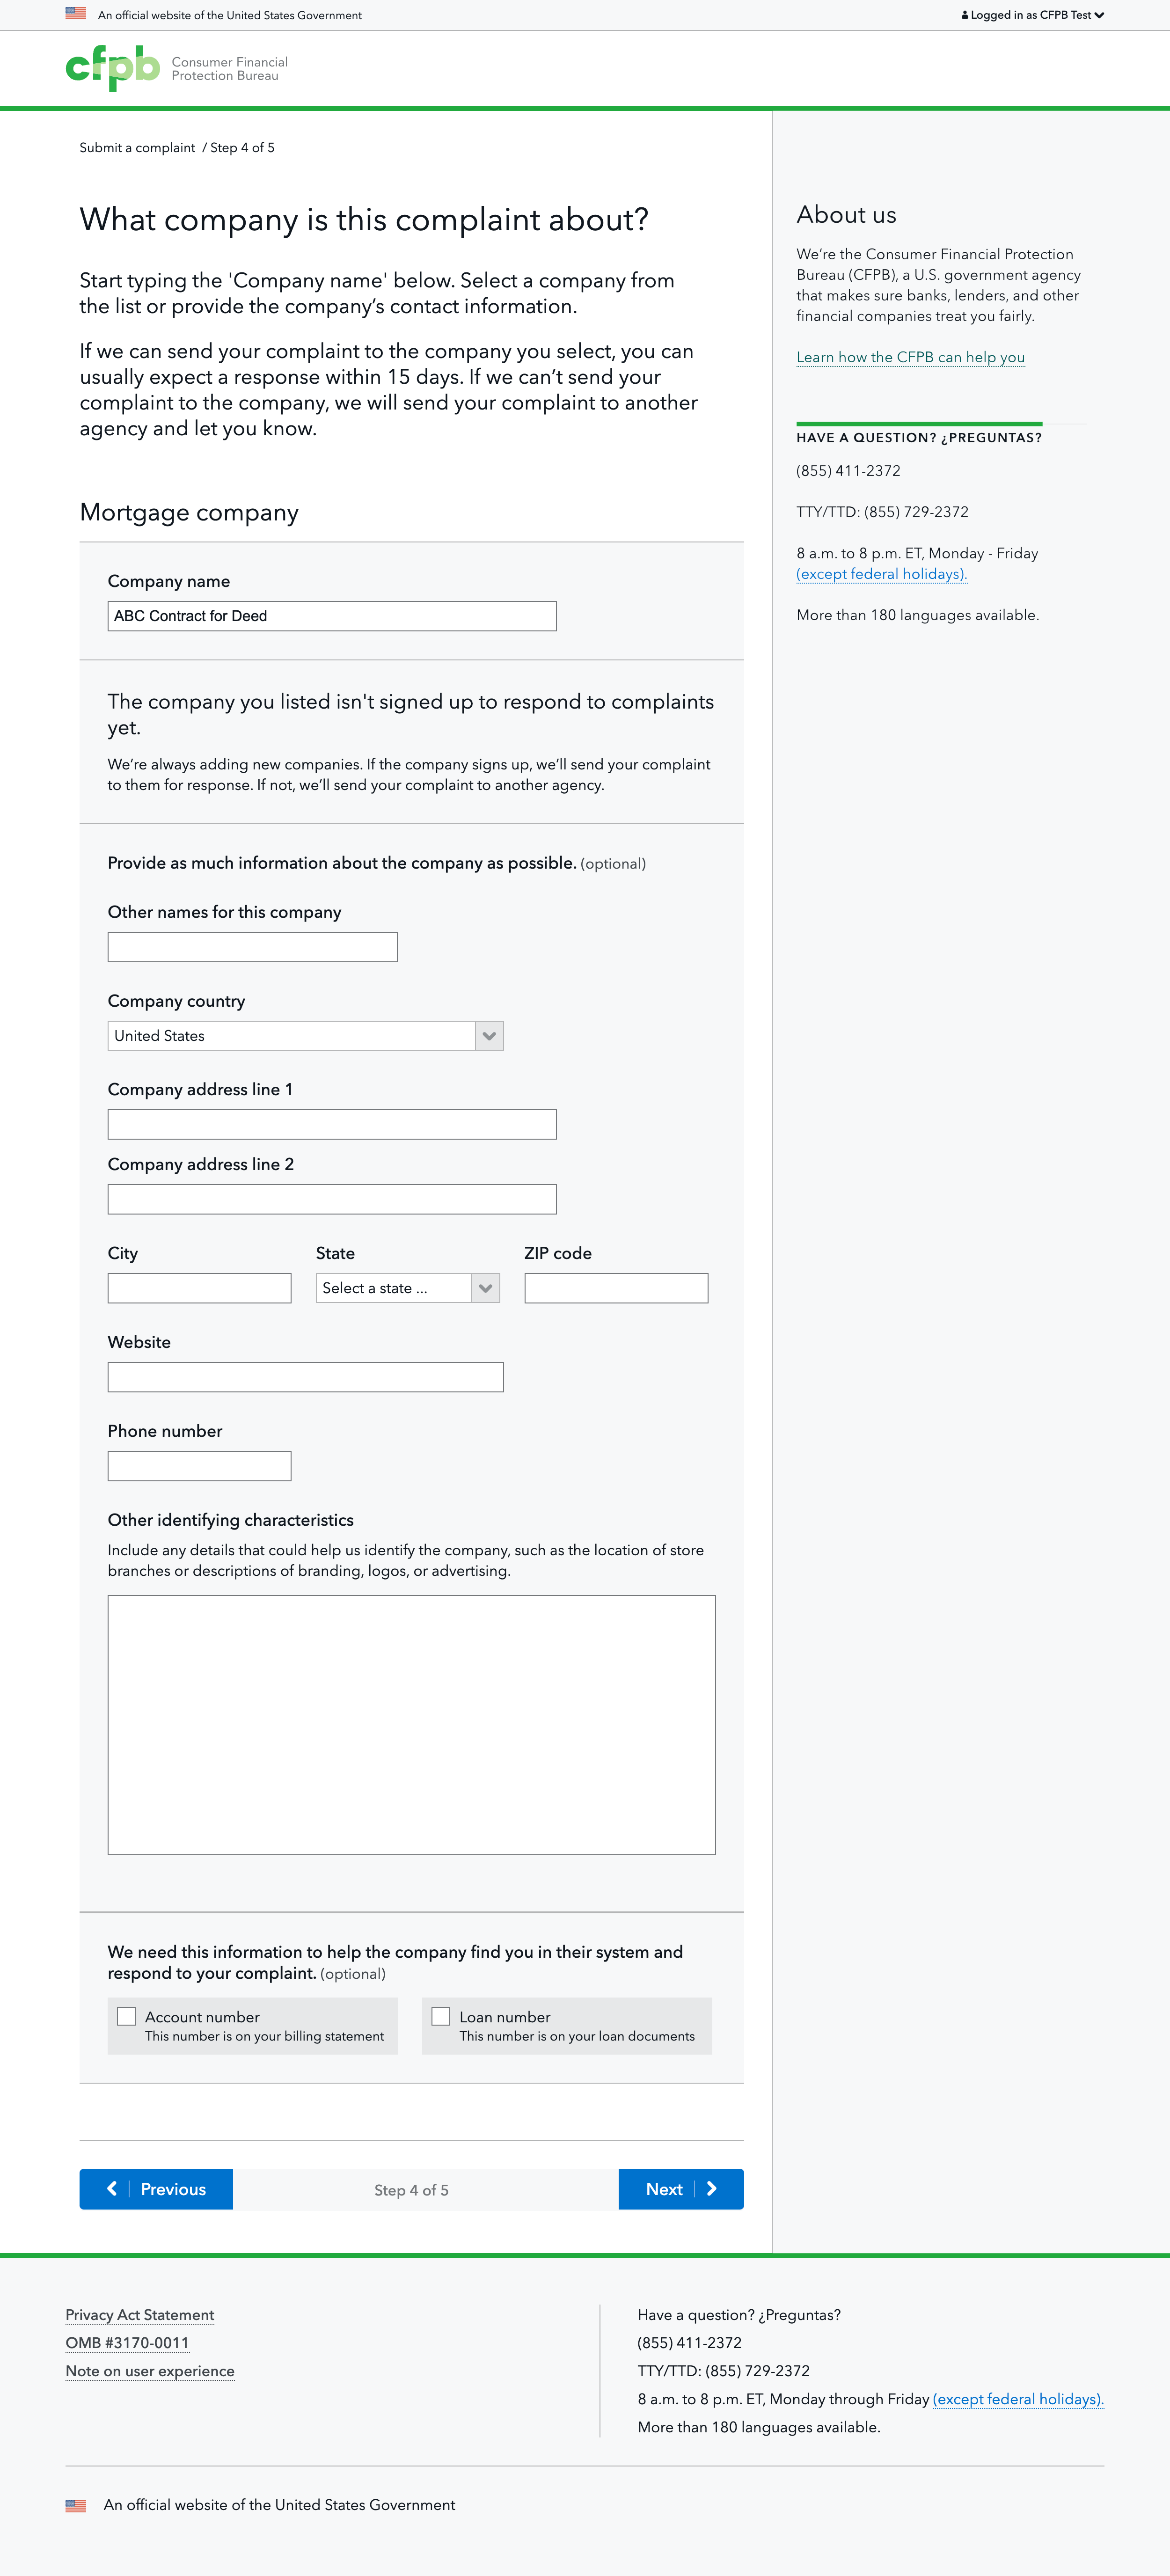 An official website of the United States Government
Logged in as CFPB Test
cfpb Consumer Financial
Protection Bureau
Submit a complaint / Step 4 of 5
What company is this complaint about?
Start typing the 'Company name' below. Select a company from
the list or provide the company’s contact information.
If we can send your complaint to the company you select, you can
usually expect a response within 15 days. If we can’t send your
complaint to the company, we will send your complaint to another
agency and let you know.
Mortgage company
Company name
ABC Contract for Deed
The company you listed isn't signed up to respond to complaints
yet.
We’re always adding new companies. If the company signs up, we’ll send your complaint
to them for response. If not, we’ll send your complaint to another agency.
Provide as much information about the company as possible. (optional)
Other names for this company
Company country
United States
Company address line 1
Company address line 2
City State ZIP code
Select a state ...
Website
Phone number
Other identifying characteristics
Include any details that could help us identify the company, such as the location of store
branches or descriptions of branding, logos, or advertising.
We need this information to help the company find you in their system and
respond to your complaint. (optional)
Account number
This number is on your billing statement
Loan number
This number is on your loan documents
Previous
Step 4 of 5
Next
About us
We’re the Consumer Financial Protection
Bureau (CFPB), a U.S. government agency
that makes sure banks, lenders, and other
financial companies treat you fairly.
Learn how the CFPB can help you
HAVE A QUESTION? ¿PREGUNTAS?
(855) 411-2372
TTY/TTD: (855) 729-2372
8 a.m. to 8 p.m. ET, Monday - Friday
(except federal holidays).
More than 180 languages available.
Privacy Act Statement
OMB #3170-0011
Note on user experience
Have a question? ¿Preguntas?
(855) 411-2372
TTY/TTD: (855) 729-2372
8 a.m. to 8 p.m. ET, Monday through Friday (except federal holidays).
More than 180 languages available.
An official website of the United States Government